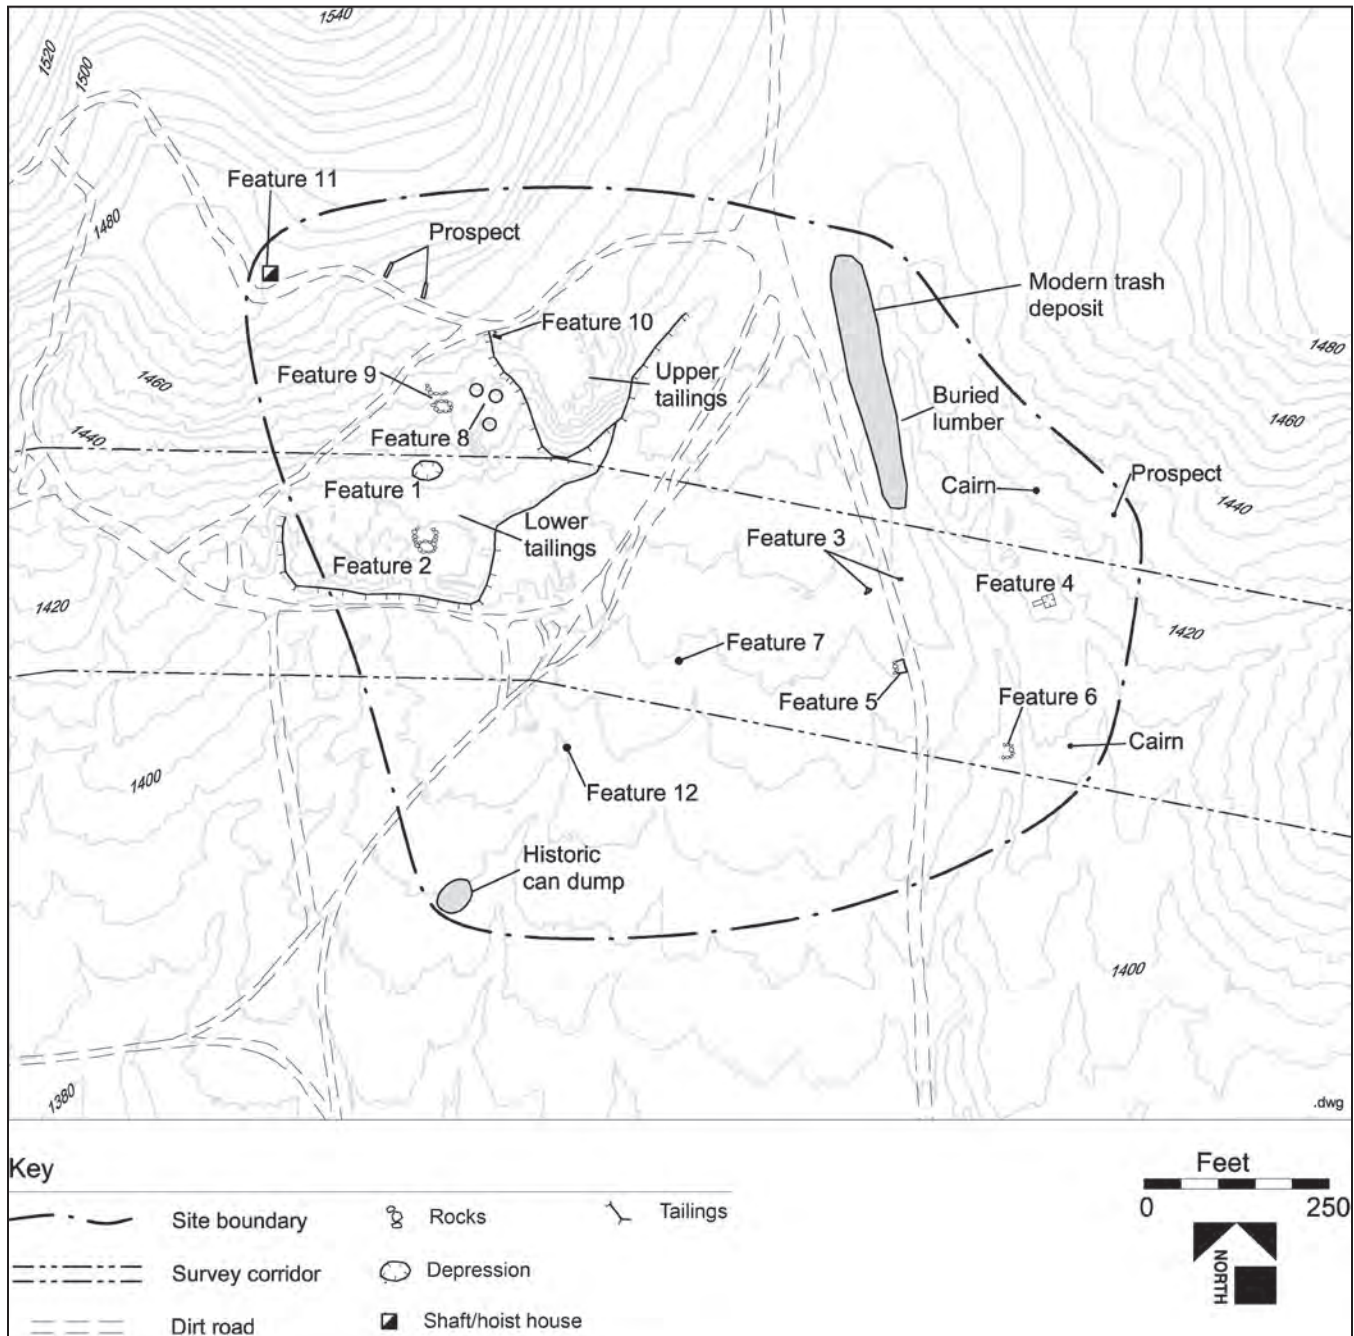 1540
1520
1500
Feature 11
1480
Prospect
Modern trash
deposit
Feature 10
1480
Feature 9
1460
Upper
tailings
Buried
lumber
1460
Feature 8
1440
Prospect
Feature 1
Cairn
1440
Lower
tailings
Feature 3
Feature 2
Feature 4
1420
1420
Feature 7
Feature 5
Feature 6
Cairn
1400
Feature 12
Historic
can dump
1400
1380
.dwg
Key
Site boundary
Rocks
Tailings
Survey corridor
Depression
Dirt road
Shaft/hoist house
Feet
0 250
NORTH